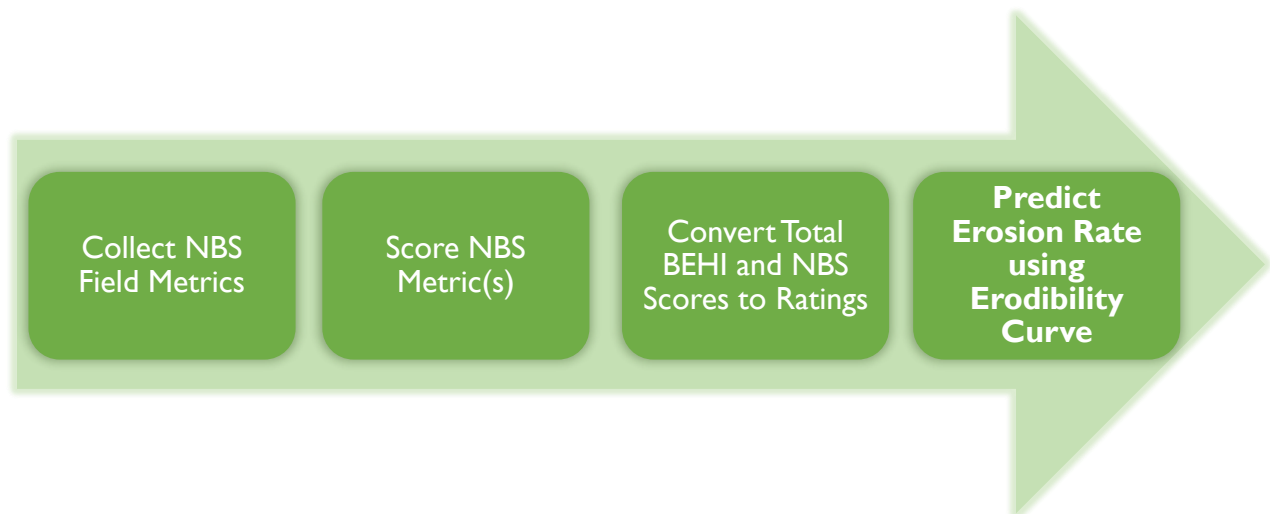 Collect NBS
Field Metrics
Score NBS
Metric(s)
Convert Total
BEHI and NBS
Scores to Ratings
Predict
Erosion Rate
using
Erodibility
Curve